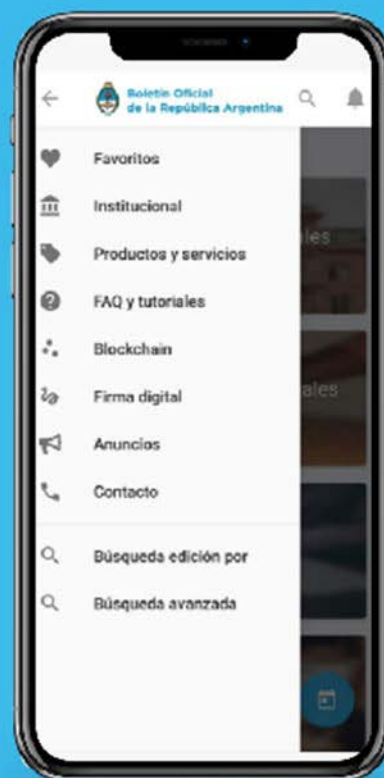 Boletín Oficial
de la República Argentina
Favoritos
Institucional
Productos y servicios
FAQ y tutoriales
Blockchain
Firma digital
Anuncios
Contacto
Búsqueda edición por
Búsqueda avanzada
ales